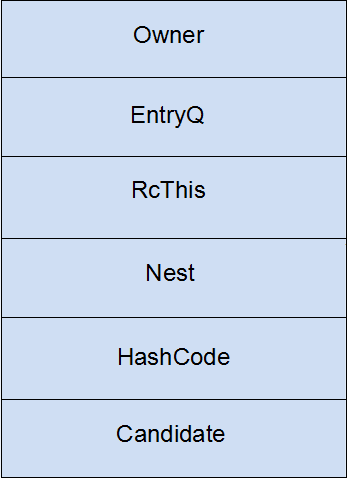 Owner
EntryQ
RcThis
Nest
HashCode
Candidate